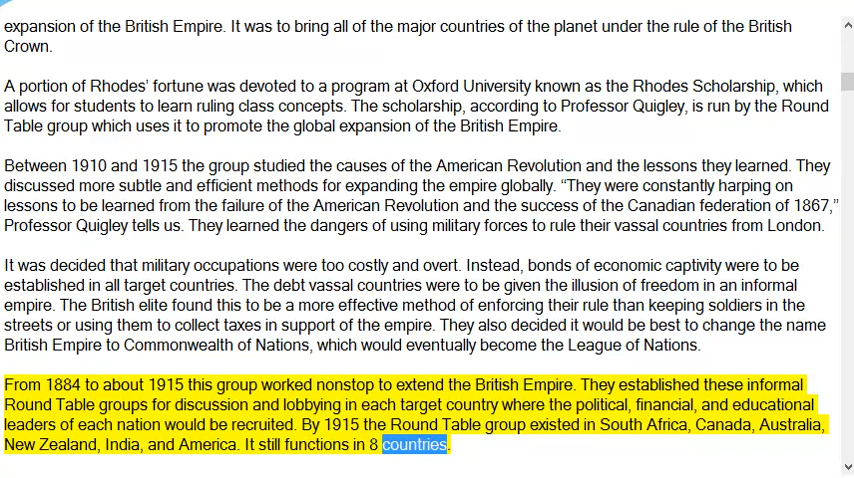 expansion of the British Empire. It was to bring all of the major countries of the planet under the rule of the British
Crown.
A portion of Rhodes’ fortune was devoted to a program at Oxford University known as the Rhodes Scholarship, which
allows for students to learn ruling class concepts. The scholarship, according to Professor Quigley, is run by the Round
Table group which uses it to promote the global expansion of the British Empire.
Between 1910 and 1915 the group studied the causes of the American Revolution and the lessons they learned. They
discussed more subtle and efficient methods for expanding the empire globally. “They were constantly harping on
lessons to be learned from the failure of the American Revolution and the success of the Canadian federation of 1867,”
Professor Quigley tells us. They learned the dangers of using military forces to rule their vassal countries from London.
It was decided that military occupations were too costly and overt. Instead, bonds of economic captivity were to be
established in all target countries. The debt vassal countries were to be given the illusion of freedom in an informal
empire. The British elite found this to be a more effective method of enforcing their rule than keeping soldiers in the
streets or using them to collect taxes in support of the empire. They also decided it would be best to change the name
British Empire to Commonwealth of Nations, which would eventually become the League of Nations.
From 1884 to about 1915 this group worked nonstop to extend the British Empire. They established these informal
Round Table groups for discussion and lobbying in each target country where the political, financial, and educational
leaders of each nation would be recruited. By 1915 the Round Table group existed in South Africa, Canada, Australia,
New Zealand, India, and America. It still functions in 8 countries.